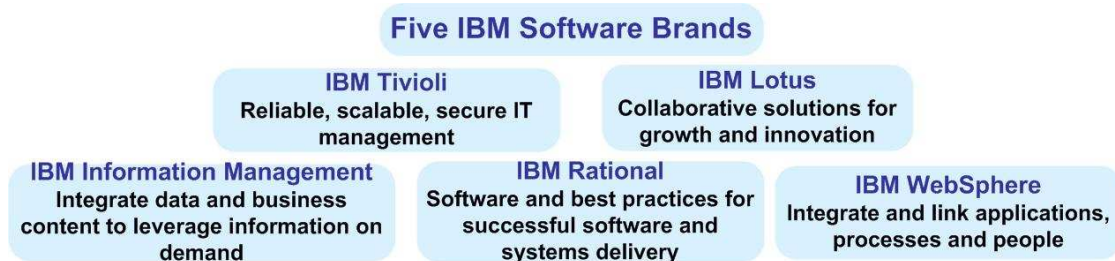 Five IBM Software Brands
IBM Tivioli
Reliable, scalable, secure IT
management
IBM Lotus
Collaborative solutions for
growth and innovation
IBM Information Management
Integrate data and business
content to leverage information on
demand
IBM Rational
Software and best practices for
successful software and
systems delivery
IBM WebSphere
Integrate and link applications,
processes and people